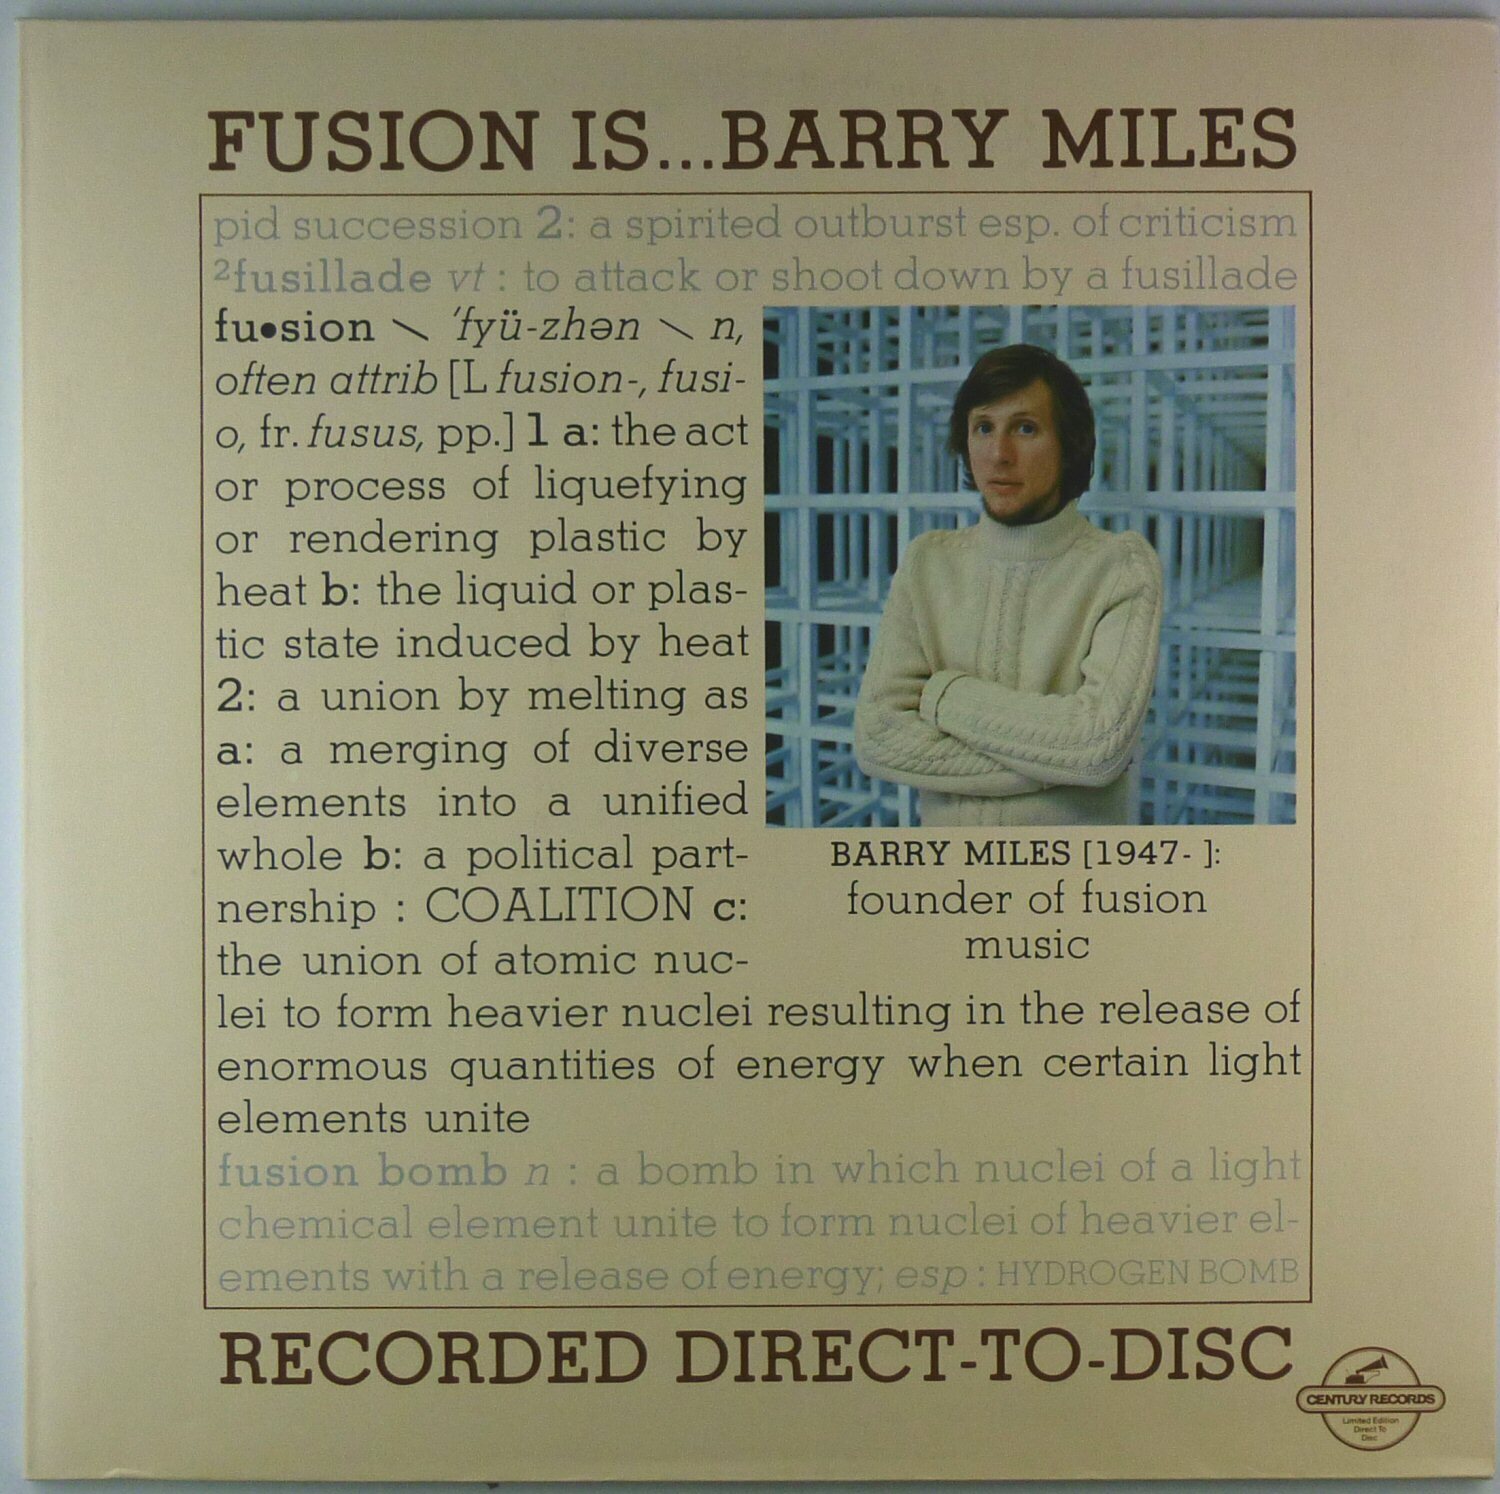 FUSION IS...BARRY MILES
pid succession 2: a spirited outburst esp. of criticism
²fusillade vt : to attack or shoot down by a fusillade
fu•sion \ 'fyü-zhən \ n,
often attrib [L fusion-, fusi-
o, fr. fusus, pp.] 1 a: the act
or process of liquefying
or rendering plastic by
heat b: the liquid or plas-
tic state induced by heat
2: a union by melting as
a: a merging of diverse
elements into a unified
whole b: a political part-
nership : COALITION c:
the union of atomic nuc-
lei to form heavier nuclei resulting in the release of
enormous quantities of energy when certain light
elements unite
BARRY MILES [1947- ]:
founder of fusion
music
fusion bomb n : a bomb in which nuclei of a light
chemical element unite to form nuclei of heavier el-
ements with a release of energy; esp : HYDROGEN BOMB
RECORDED DIRECT-TO-DISC
CENTURY RECORDS
Limited Edition
Direct To
Disc